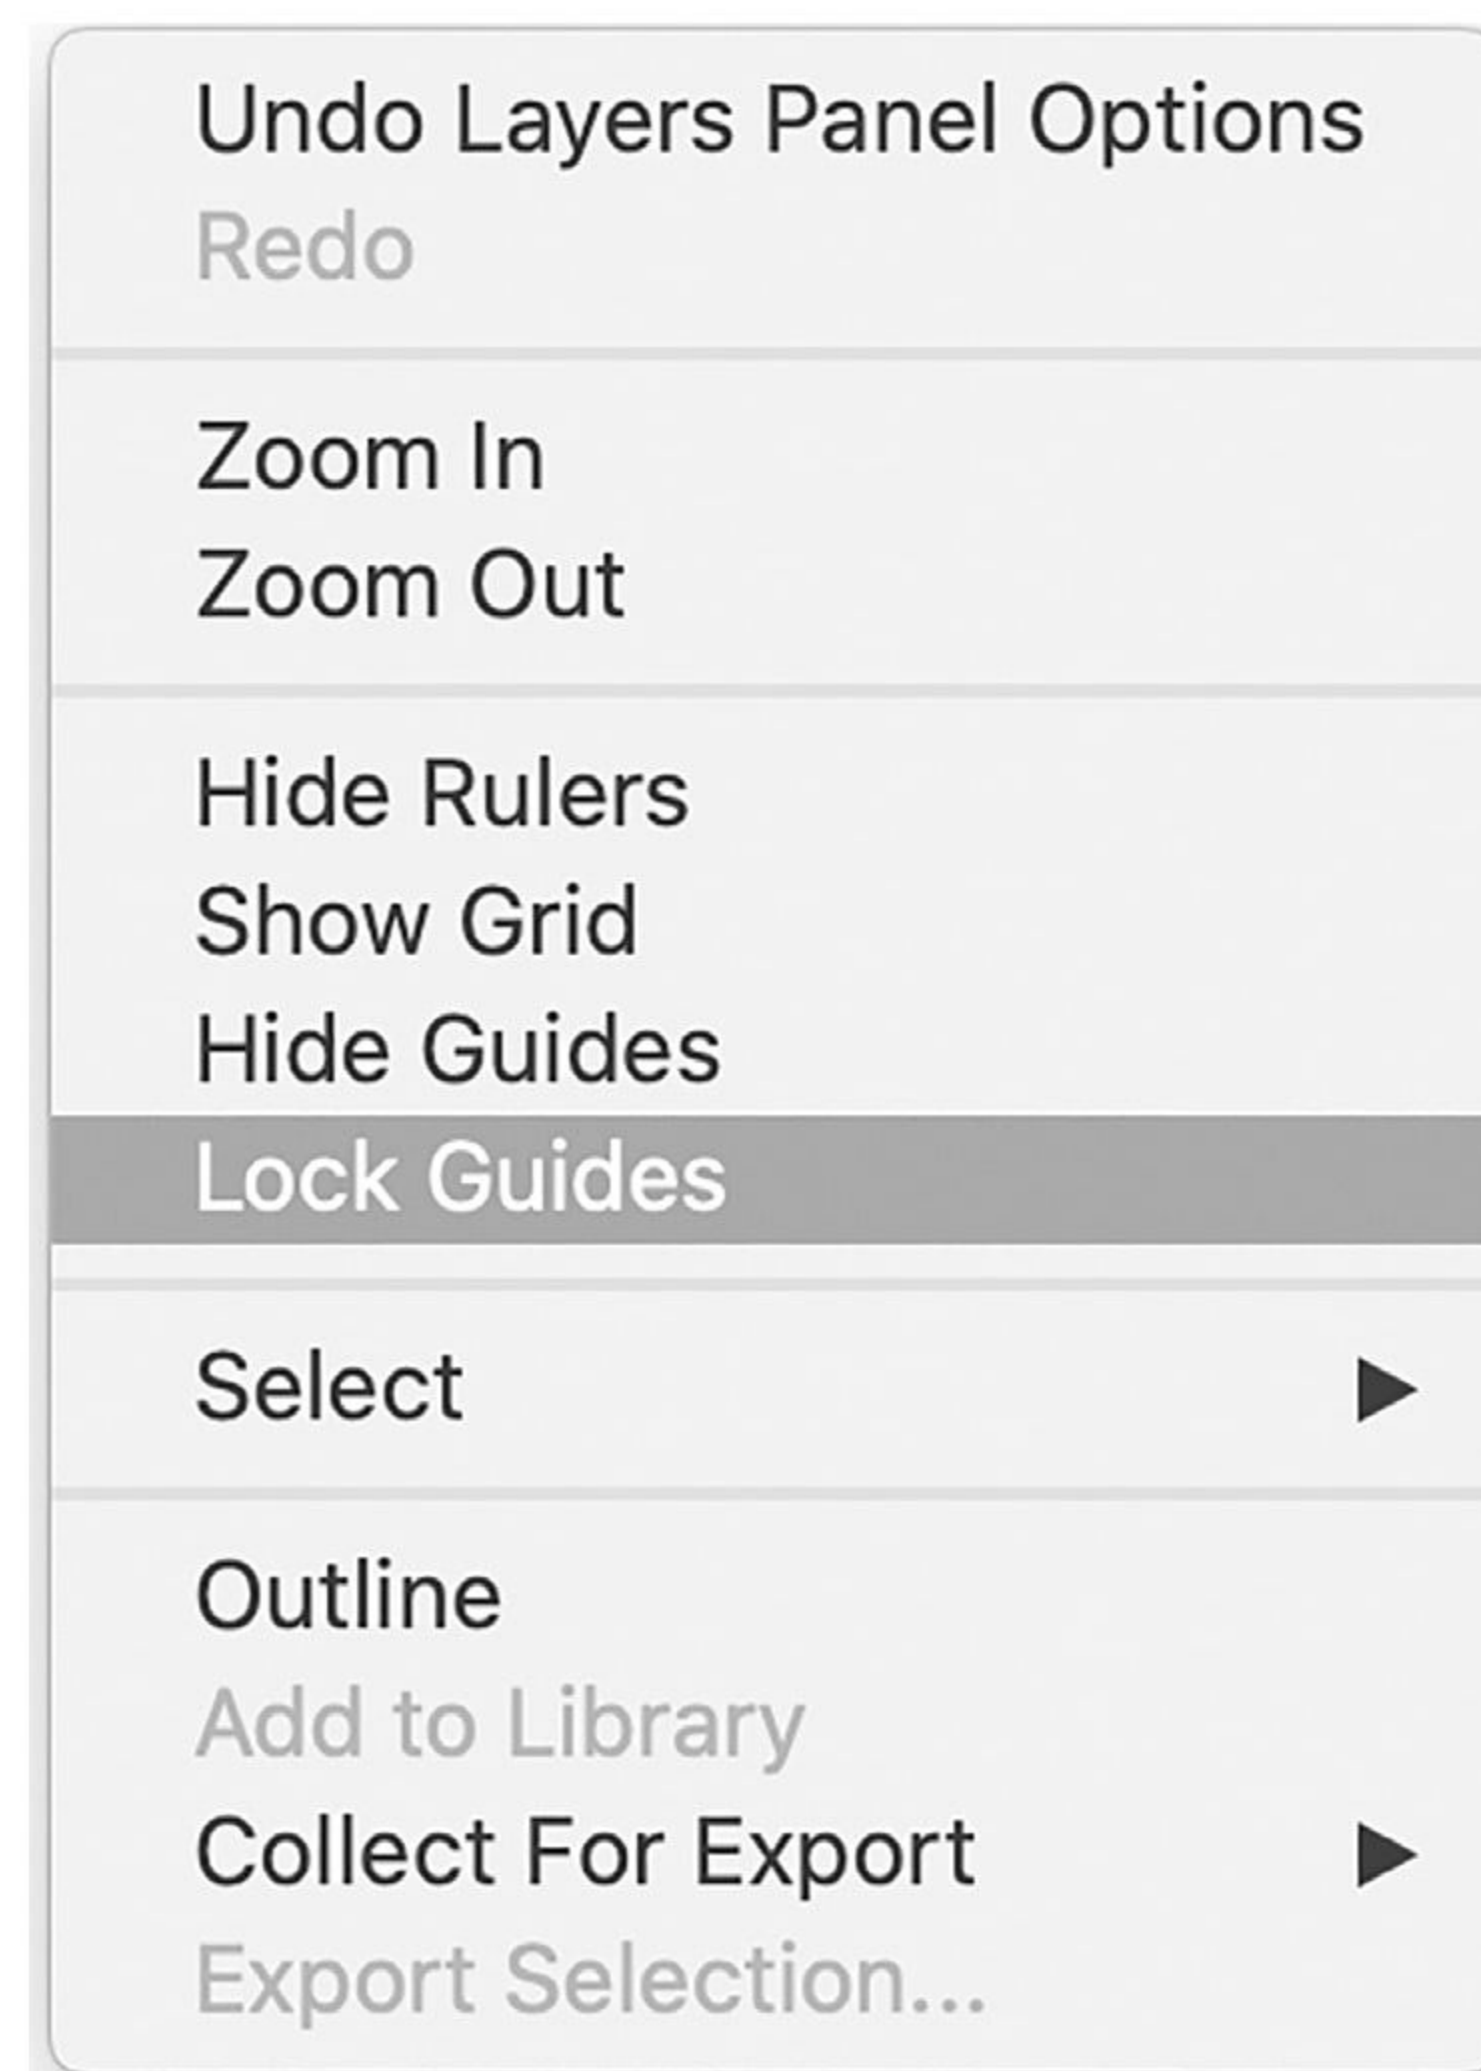 Undo Layers Panel Options
Redo
Zoom In
Zoom Out
Hide Rulers
Show Grid
Hide Guides
Lock Guides
Select
Outline
Add to Library
Collect For Export
Export Selection...